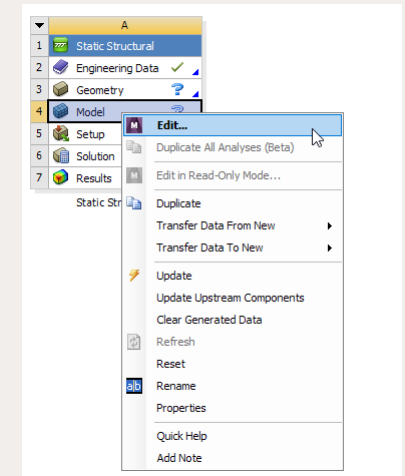 A
1 Static Structural
2 Engineering Data
3 Geometry ?
4 Model ?
5 Setup
6 Solution
7 Results
Static Str
M Edit...
Duplicate All Analyses (Beta)
M Edit in Read-Only Mode...
Duplicate
Transfer Data From New
Transfer Data To New
Update
Update Upstream Components
Clear Generated Data
Refresh
Reset
a|b Rename
Properties
Quick Help
Add Note